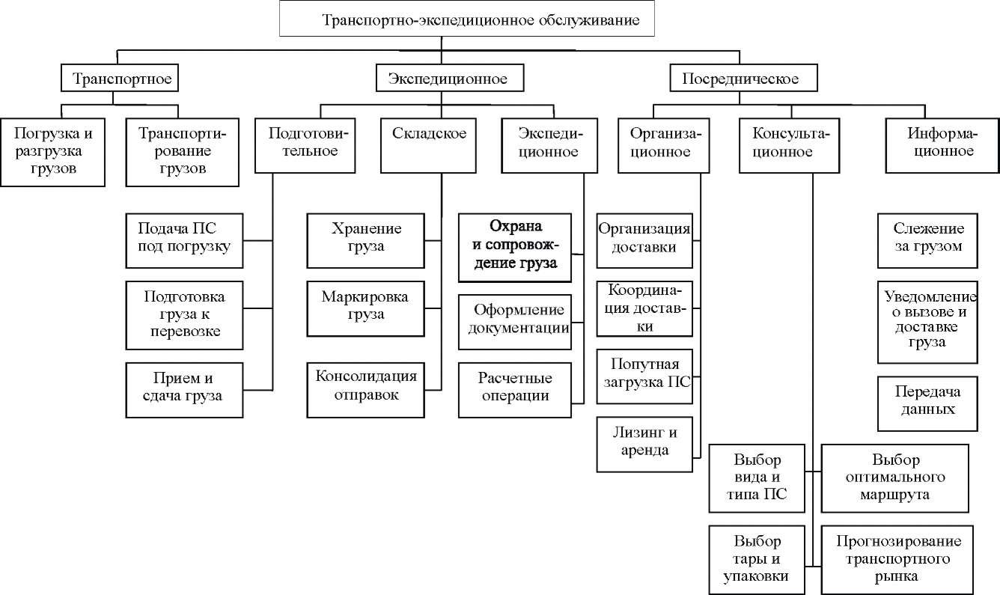 Транспортно-экспедиционное обслуживание
Транспортное
Экспедиционное
Посредническое
Погрузка и
разгрузка
грузов
Транспорти-
рование
грузов
Подготови-
тельное
Складское
Экспеди-
ционное
Организа-
ционное
Консульта-
ционное
Информа-
ционное
Подача ПС
под погрузку
Подготовка
груза к
перевозке
Прием и
сдача груза
Хранение
груза
Маркировка
груза
Консолидация
отправок
Охрана
и сопровож-
дение груза
Оформление
документации
Расчетные
операции
Организация
доставки
Координа-
ция достав-
ки
Попутная
загрузка ПС
Лизинг и
аренда
Выбор
вида и
типа ПС
Выбор
оптимального
маршрута
Выбор
тары и
упаковки
Прогнозирование
транспортного
рынка
Слежение
за грузом
Уведомление
о вызове и
доставке
груза
Передача
данных